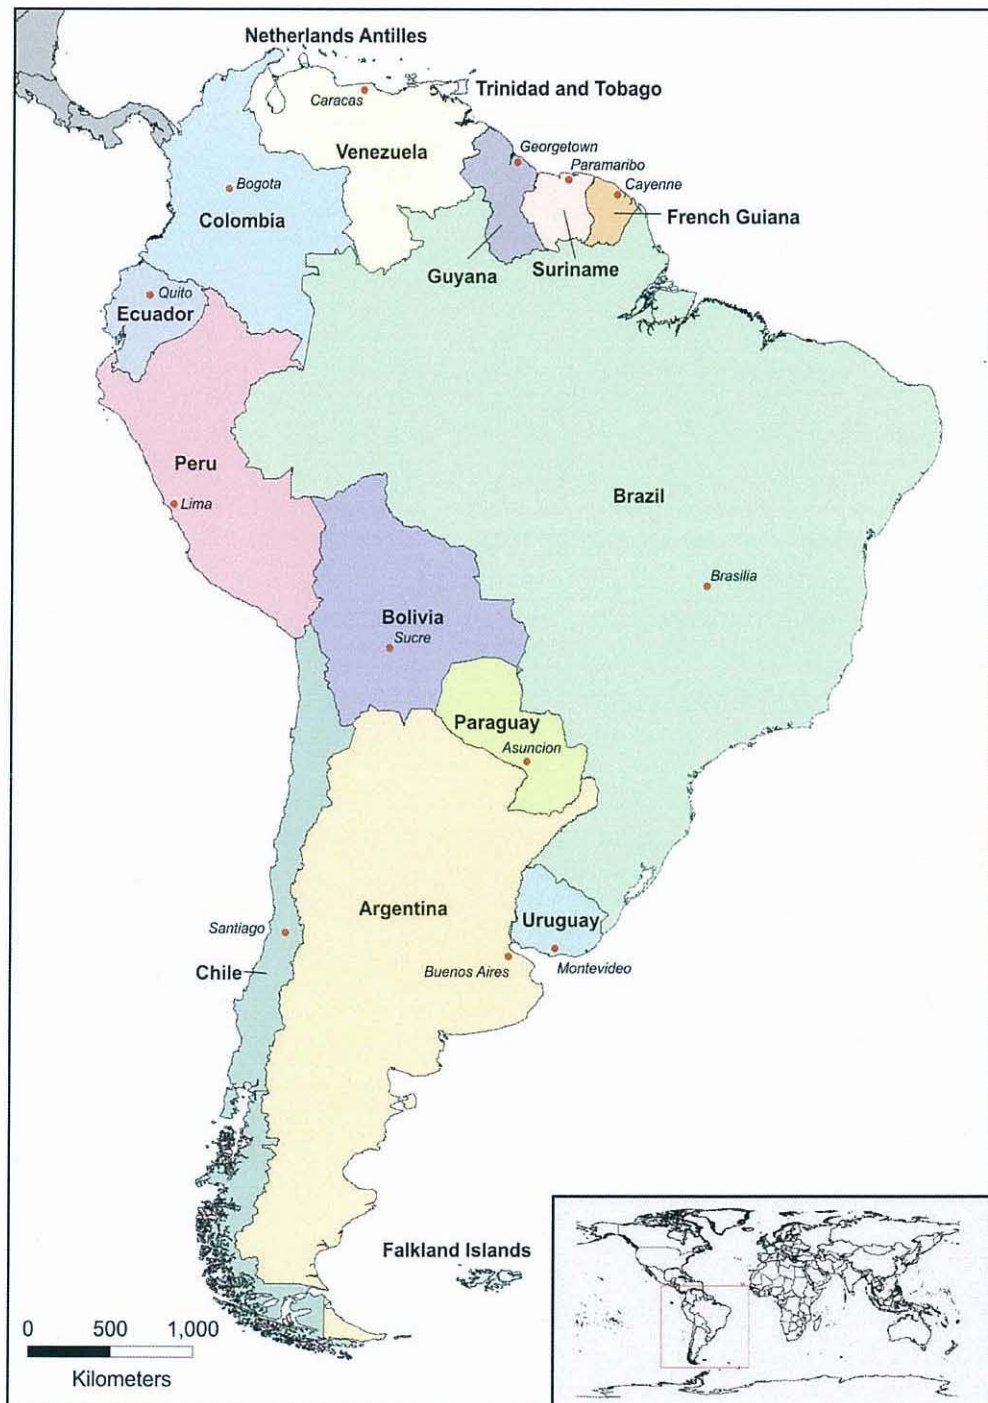 Netherlands Antilles
Trinidad and Tobago
Caracas
Venezuela
Georgetown
Paramaribo
Cayenne
Bogota
Colombia
French Guiana
Guyana
Suriname
Quito
Ecuador
Peru
Lima
Brazil
Brasilia
Bolivia
Sucre
Paraguay
Asuncion
Argentina
Uruguay
Santiago
Chile
Buenos Aires
Montevideo
Falkland Islands
0 500 1,000
Kilometers